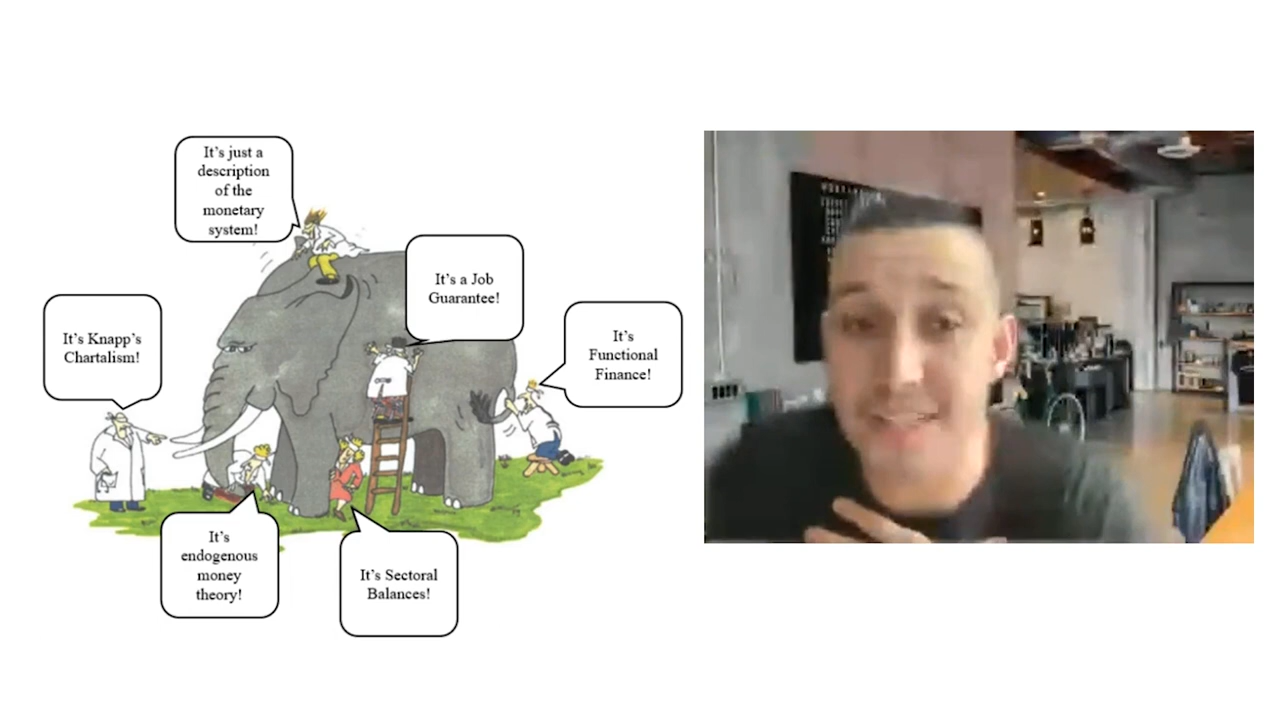 It's just a
description
of the
monetary
system!
It's a Job
Guarantee!
It's Knapp's
Chartalism!
It's
Functional
Finance!
It's
endogenous
money
theory!
It's Sectoral
Balances!